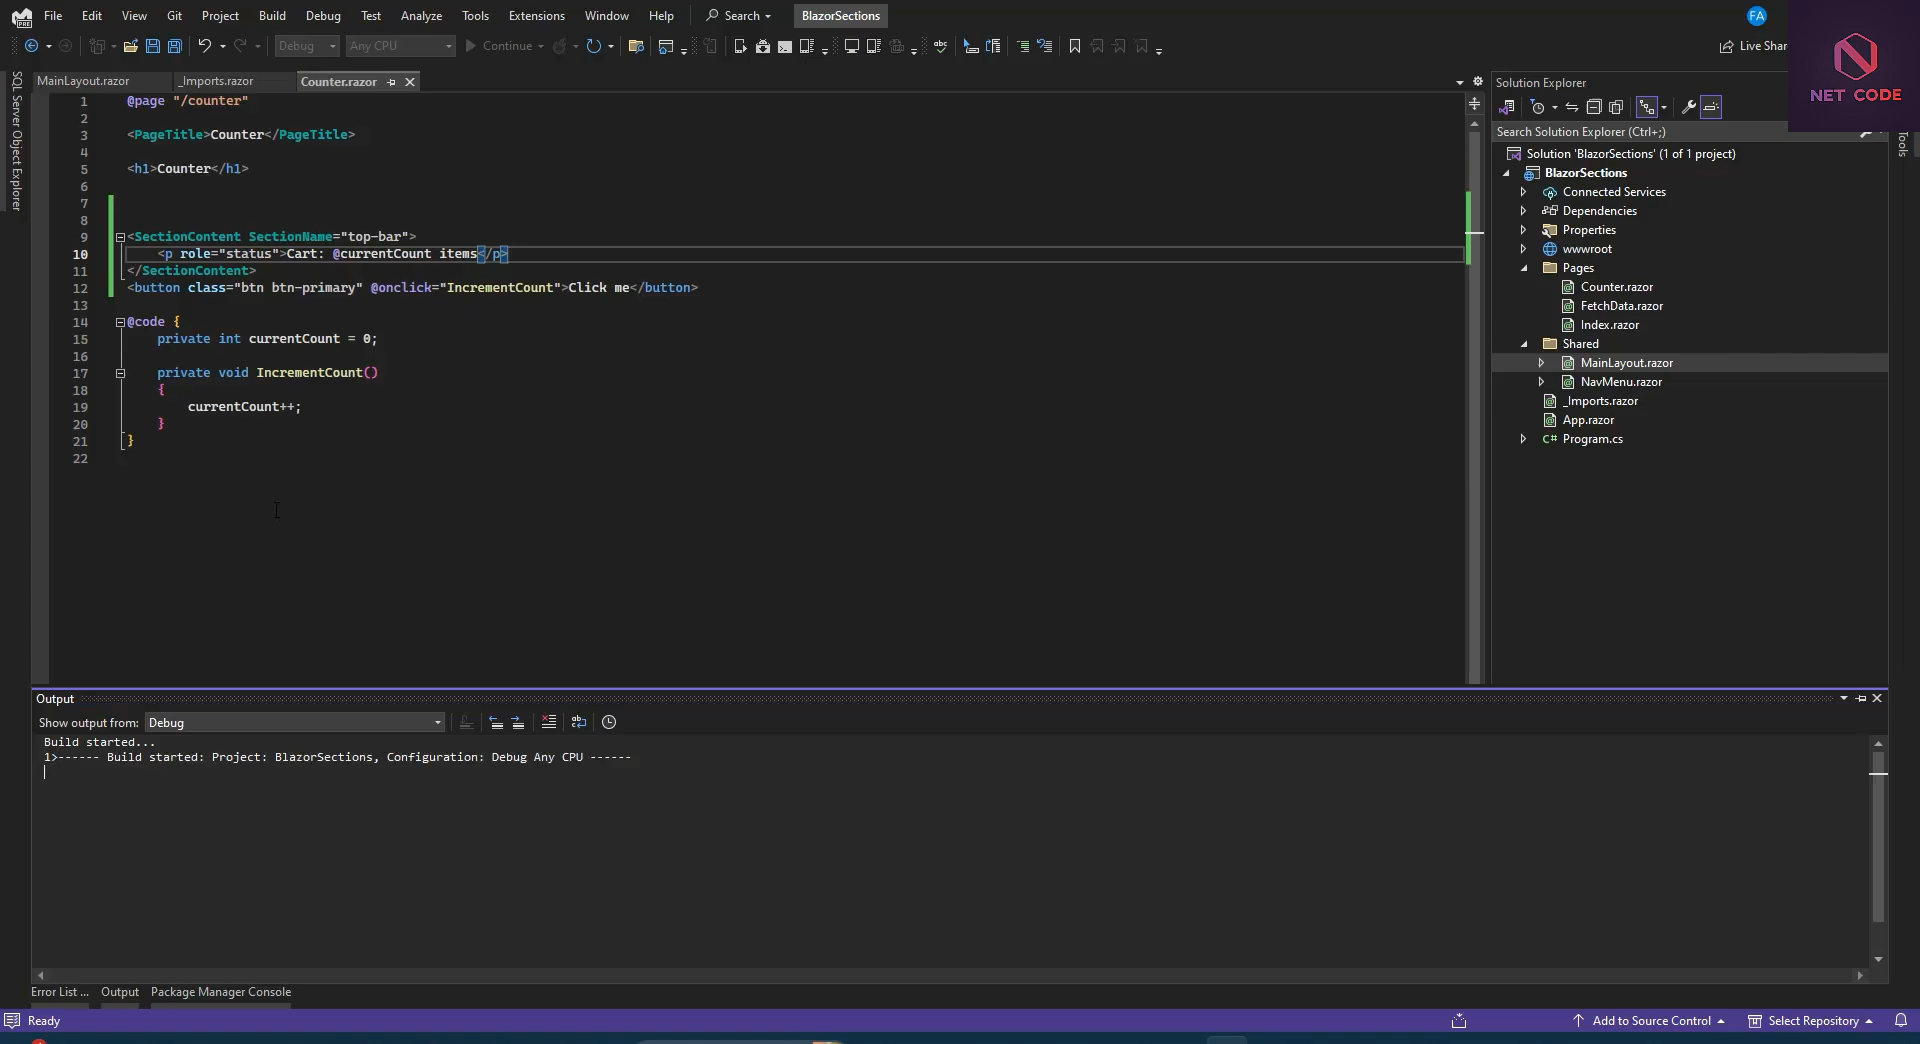 File Edit View Git Project Build Debug Test Analyze Tools Extensions Window Help Search BlazorSections
FA
Debug Any CPU Continue
Live Shar
NET CODE
SQL Server Object Explorer
MainLayout.razor _Imports.razor Counter.razor
1 @page "/counter"
2
3 <PageTitle>Counter</PageTitle>
4
5 <h1>Counter</h1>
6
7
8
9 <SectionContent SectionName="top-bar">
10 <p role="status">Cart: @currentCount items</p>
11 </SectionContent>
12 <button class="btn btn-primary" @onclick="IncrementCount">Click me</button>
13
14 @code {
15 private int currentCount = 0;
16
17 private void IncrementCount()
18 {
19 currentCount++;
20 }
21 }
22
Solution Explorer
Search Solution Explorer (Ctrl+;)
Solution 'BlazorSections' (1 of 1 project)
BlazorSections
Connected Services
Dependencies
Properties
wwwroot
Pages
Counter.razor
FetchData.razor
Index.razor
Shared
MainLayout.razor
NavMenu.razor
_Imports.razor
App.razor
C# Program.cs
Tools
Output
Show output from: Debug
Build started...
1>------ Build started: Project: BlazorSections, Configuration: Debug Any CPU ------
Error List ... Output Package Manager Console
Ready
Add to Source Control Select Repository